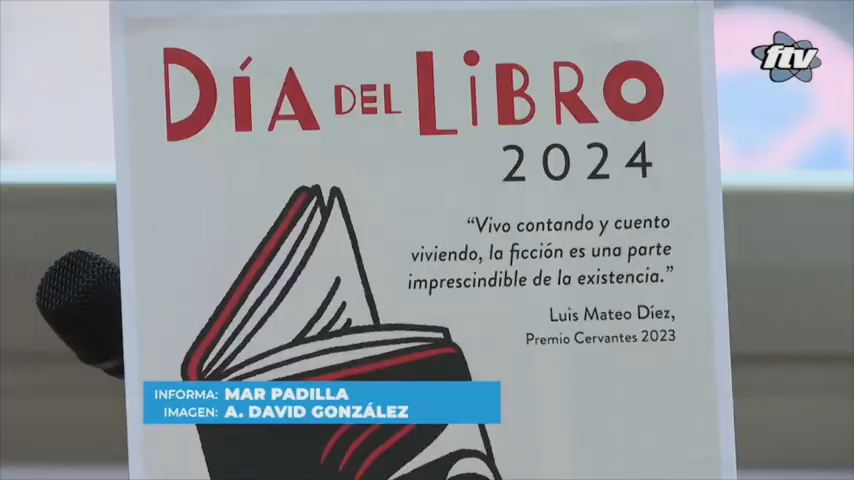 ftv
DÍA DEL LIBRO
2024
“Vivo contando y cuento
viviendo, la ficción es una parte
imprescindible de la existencia.”
Luis Mateo Díez,
Premio Cervantes 2023
INFORMA: MAR PADILLA
IMAGEN: A. DAVID GONZÁLEZ